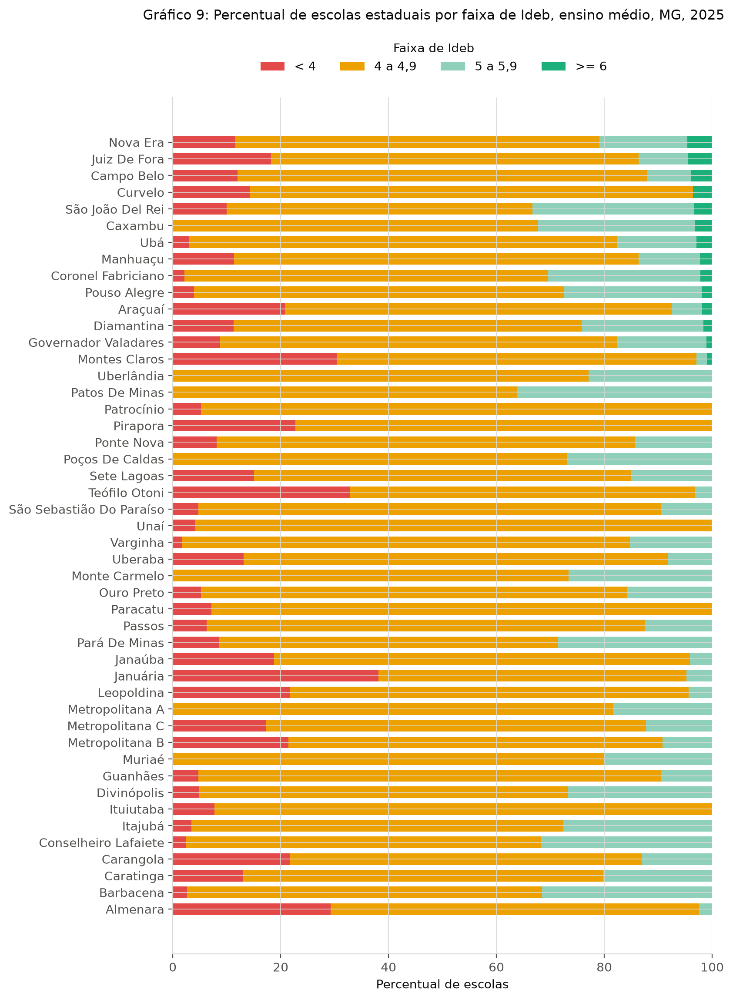 Gráfico 9: Percentual de escolas estaduais por faixa de Ideb, ensino médio, MG, 2025
Faixa de Ideb
< 4 4 a 4,9 5 a 5,9 >= 6
Nova Era
Juiz De Fora
Campo Belo
Curvelo
São João Del Rei
Caxambu
Ubá
Manhuaçu
Coronel Fabriciano
Pouso Alegre
Araçuaí
Diamantina
Governador Valadares
Montes Claros
Uberlândia
Patos De Minas
Patrocínio
Pirapora
Ponte Nova
Poços De Caldas
Sete Lagoas
Teófilo Otoni
São Sebastião Do Paraíso
Unaí
Varginha
Uberaba
Monte Carmelo
Ouro Preto
Paracatu
Passos
Pará De Minas
Janaúba
Januária
Leopoldina
Metropolitana A
Metropolitana C
Metropolitana B
Muriaé
Guanhães
Divinópolis
Ituiutaba
Itajubá
Conselheiro Lafaiete
Carangola
Caratinga
Barbacena
Almenara
0 20 40 60 80 100
Percentual de escolas